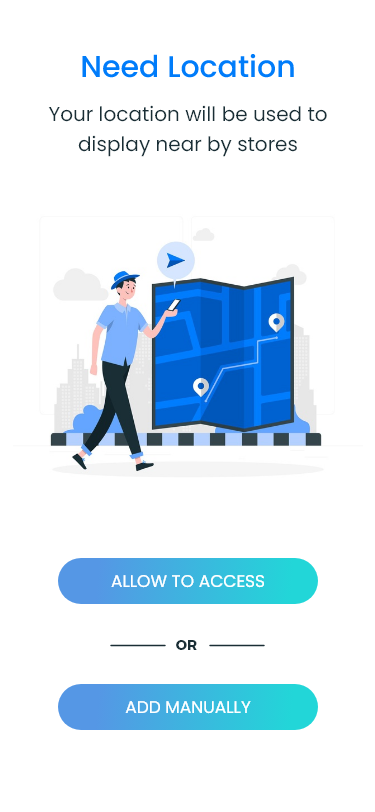 Need Location
Your location will be used to
display near by stores
ALLOW TO ACCESS
OR
ADD MANUALLY